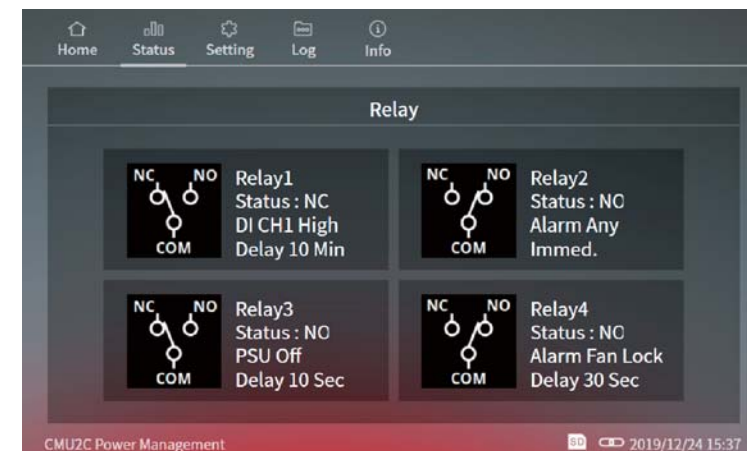 Home Status Setting Log Info
Relay
NC NO
COM
Relay1
Status : NC
DI CH1 High
Delay 10 Min
NC NO
COM
Relay2
Status : NO
Alarm Any
Immed.
NC NO
COM
Relay3
Status : NO
PSU Off
Delay 10 Sec
NC NO
COM
Relay4
Status : NO
Alarm Fan Lock
Delay 30 Sec
CMU2C Power Management
SD 2019/12/24 15:37